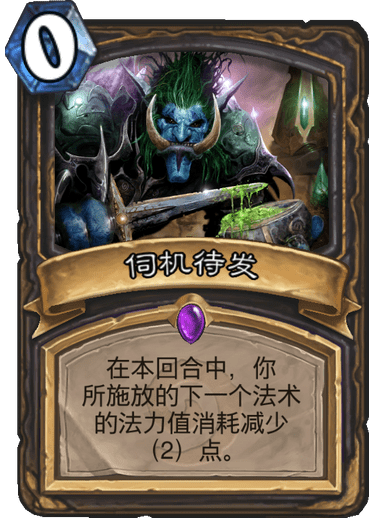 0
伺机待发
在本回合中，你
所施放的下一个法术
的法力值消耗减少
（2）点。